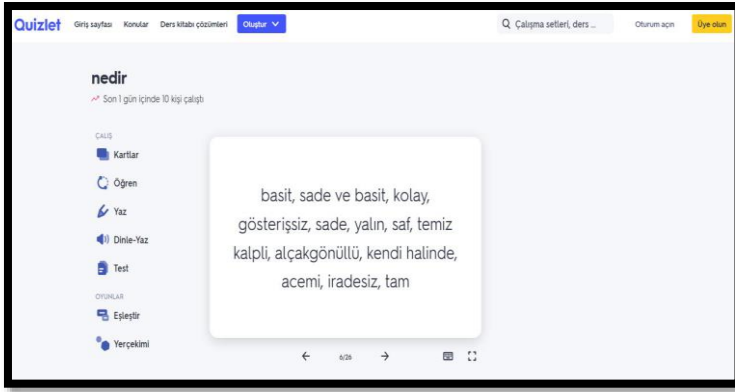 Quizlet Giriş sayfası Konular Ders kitabı çözümleri Oluştur Çalışma setleri, ders ... Oturum açın Üye olun
nedir
Son 1 gün içinde 10 kişi çalıştı
ÇALIŞ
Kartlar
Öğren
Yaz
Dinle-Yaz
Test
OYUNLAR
Eşleştir
Yerçekimi
basit, sade ve basit, kolay,
gösterişsiz, sade, yalın, saf, temiz
kalpli, alçakgönüllü, kendi halinde,
acemi, iradesiz, tam
6/26